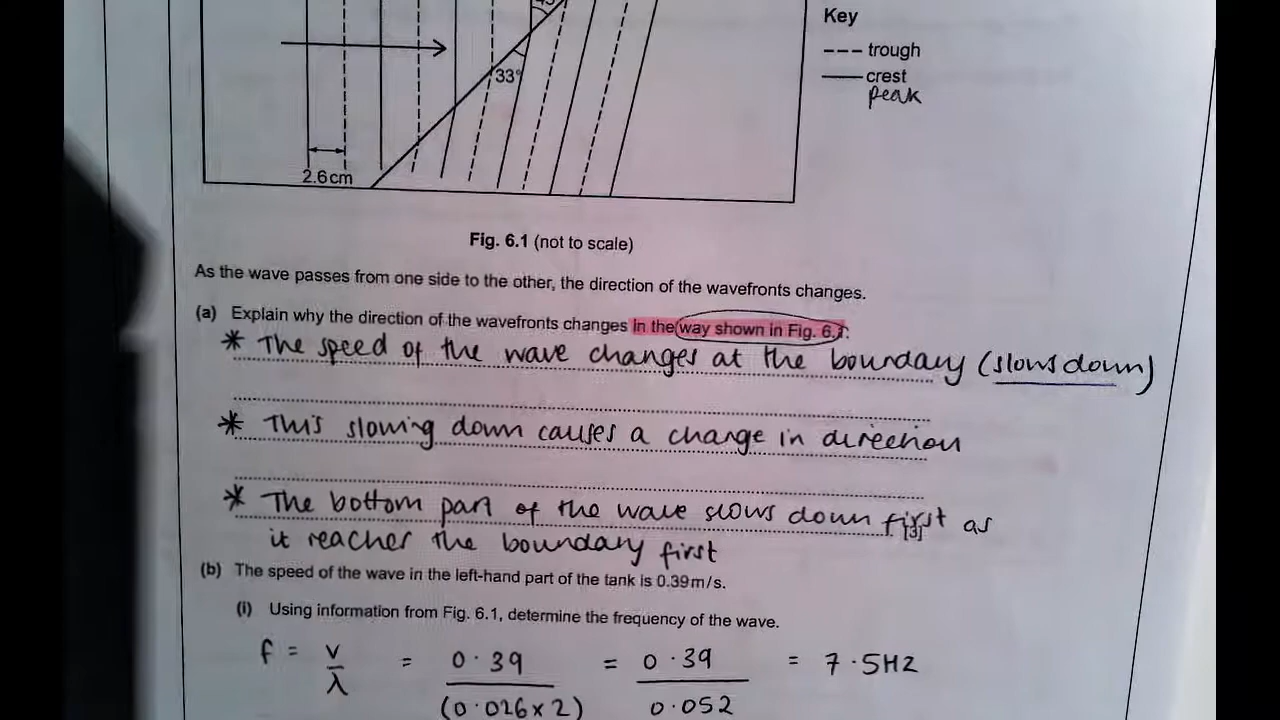 Key
--- trough
— crest
peak
33°
2.6cm
Fig. 6.1 (not to scale)
As the wave passes from one side to the other, the direction of the wavefronts changes.
(a) Explain why the direction of the wavefronts changes in the way shown in Fig. 6.1.
* The speed of the wave changes at the boundary (slows down)
* This slowing down causes a change in direction
* The bottom part of the wave slows down first as
[3]
it reaches the boundary first
(b) The speed of the wave in the left-hand part of the tank is 0.39m/s.
(i) Using information from Fig. 6.1, determine the frequency of the wave.
f = v/λ = 0.39/(0.026×2) = 0.39/0.052 = 7.5HZ